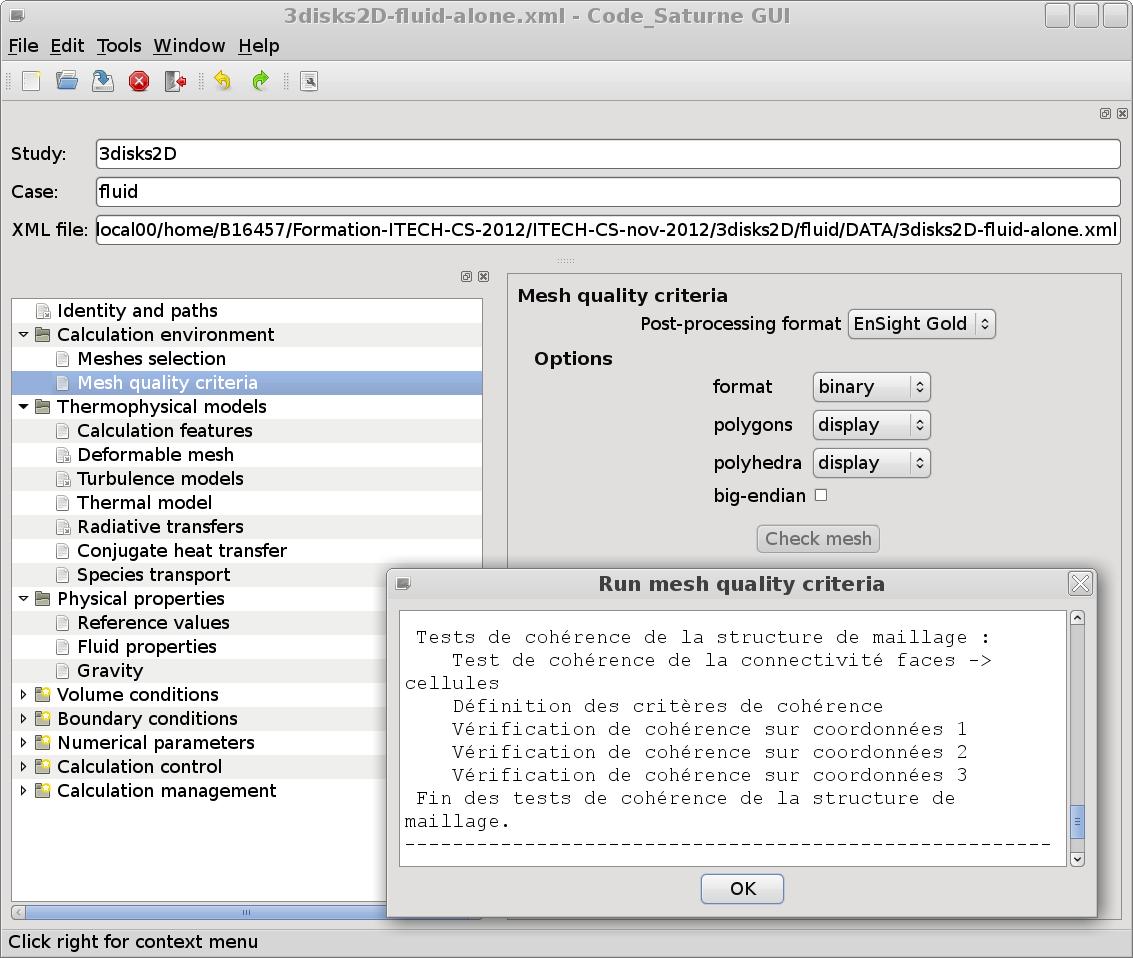 3disks2D-fluid-alone.xml - Code_Saturne GUI
File Edit Tools Window Help
Study: 3disks2D
Case: fluid
XML file: local00/home/B16457/Formation-ITECH-CS-2012/ITECH-CS-nov-2012/3disks2D/fluid/DATA/3disks2D-fluid-alone.xml
Identity and paths
Calculation environment
Meshes selection
Mesh quality criteria
Thermophysical models
Calculation features
Deformable mesh
Turbulence models
Thermal model
Radiative transfers
Conjugate heat transfer
Species transport
Physical properties
Reference values
Fluid properties
Gravity
Volume conditions
Boundary conditions
Numerical parameters
Calculation control
Calculation management
Mesh quality criteria
Post-processing format EnSight Gold
Options
format binary
polygons display
polyhedra display
big-endian
Check mesh
Run mesh quality criteria
Tests de cohérence de la structure de maillage :
Test de cohérence de la connectivité faces ->
cellules
Définition des critères de cohérence
Vérification de cohérence sur coordonnées 1
Vérification de cohérence sur coordonnées 2
Vérification de cohérence sur coordonnées 3
Fin des tests de cohérence de la structure de
maillage.
------------------------------------------------------
OK
Click right for context menu